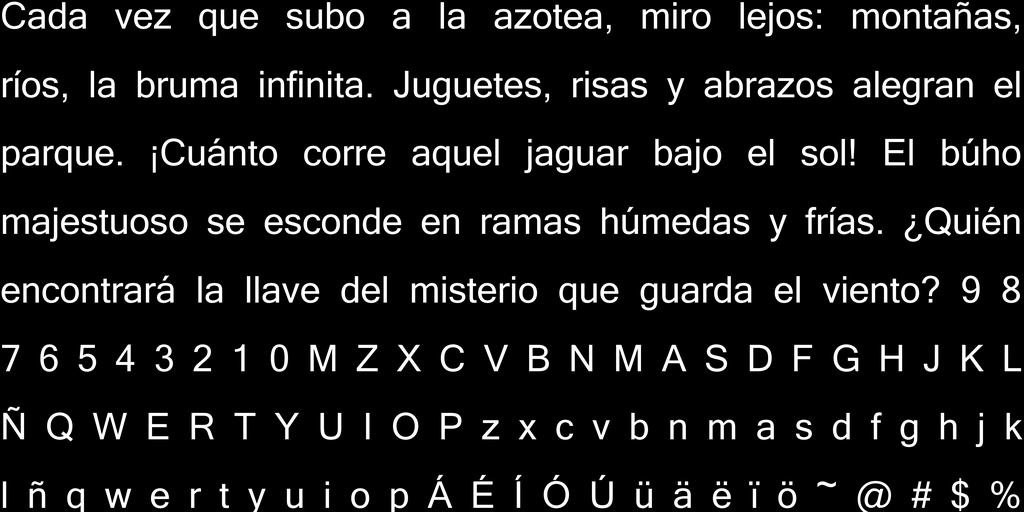 Cada vez que subo a la azotea, miro lejos: montañas,
ríos, la bruma infinita. Juguetes, risas y abrazos alegran el
parque. ¡Cuánto corre aquel jaguar bajo el sol! El búho
majestuoso se esconde en ramas húmedas y frías. ¿Quién
encontrará la llave del misterio que guarda el viento? 9 8
7 6 5 4 3 2 1 0 M Z X C V B N M A S D F G H J K L
Ñ Q W E R T Y U I O P z x c v b n m a s d f g h j k
l ñ q w e r t y u i o p Á É Í Ó Ú ü ä ë ï ö ~ @ # $ %